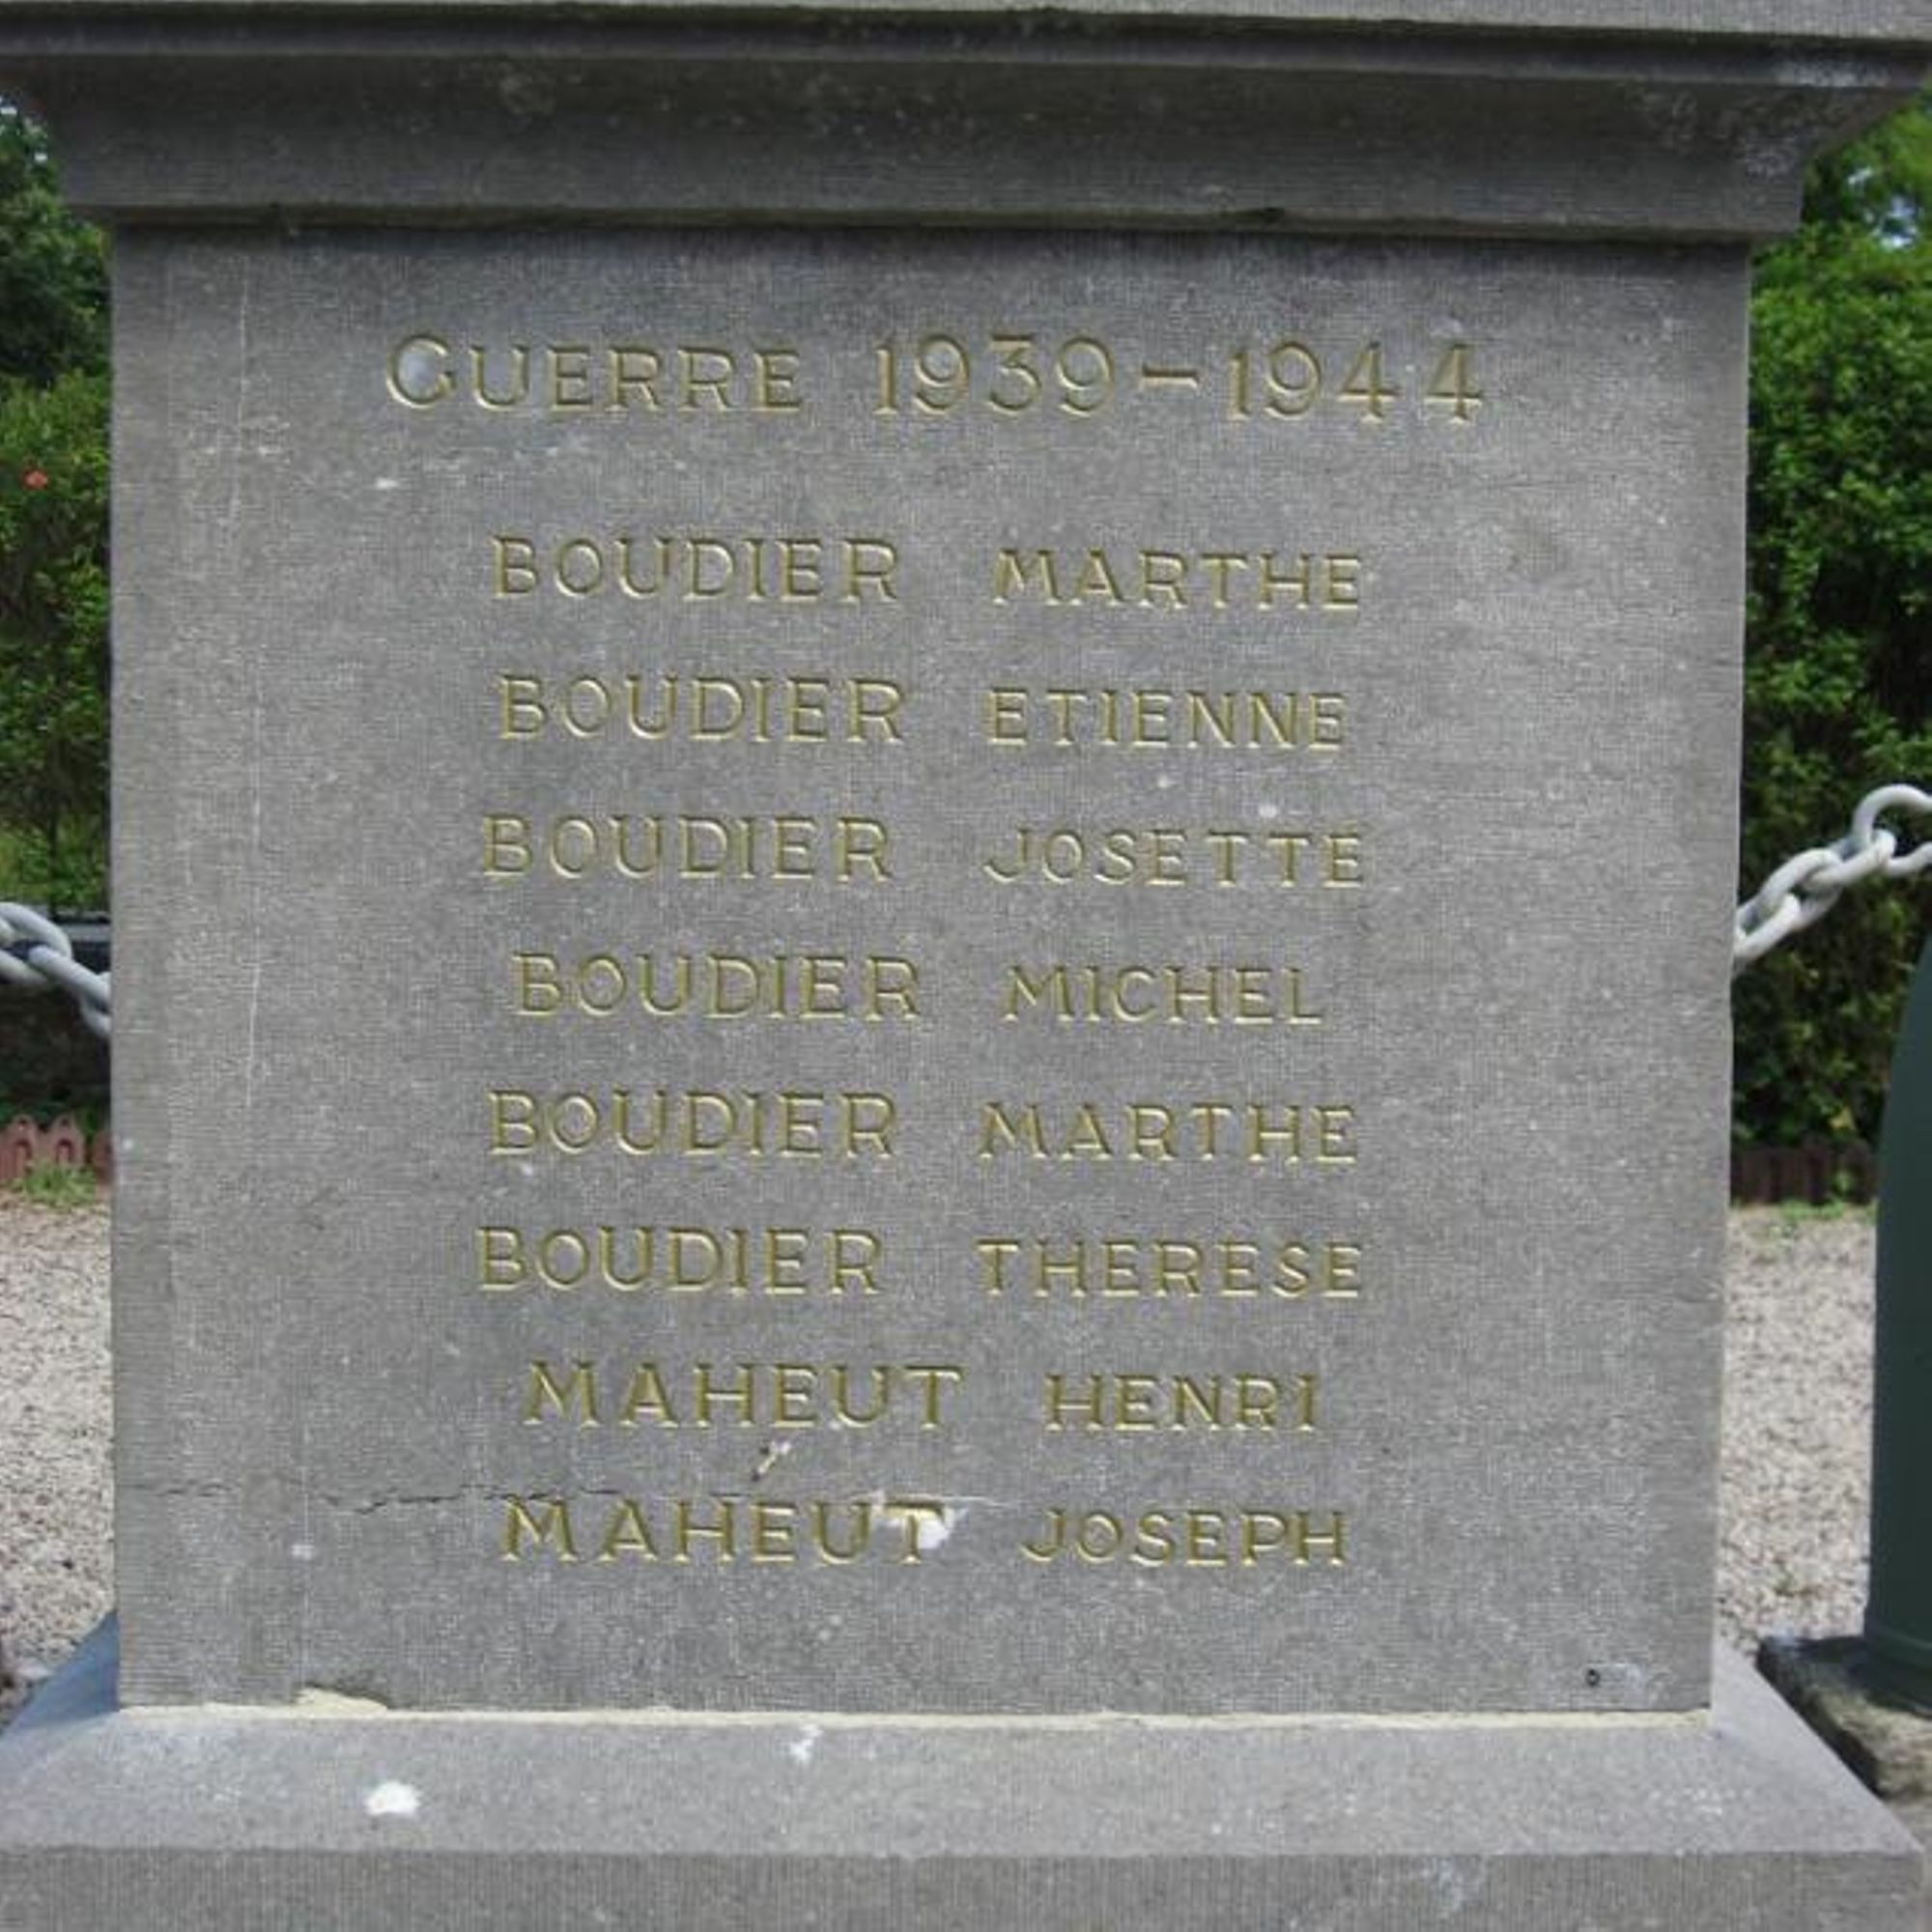 GUERRE 1939-1944
BOUDIER MARTHE
BOUDIER ETIENNE
BOUDIER JOSETTE
BOUDIER MICHEL
BOUDIER MARTHE
BOUDIER THERESE
MAHEUT HENRI
MAHEUT JOSEPH